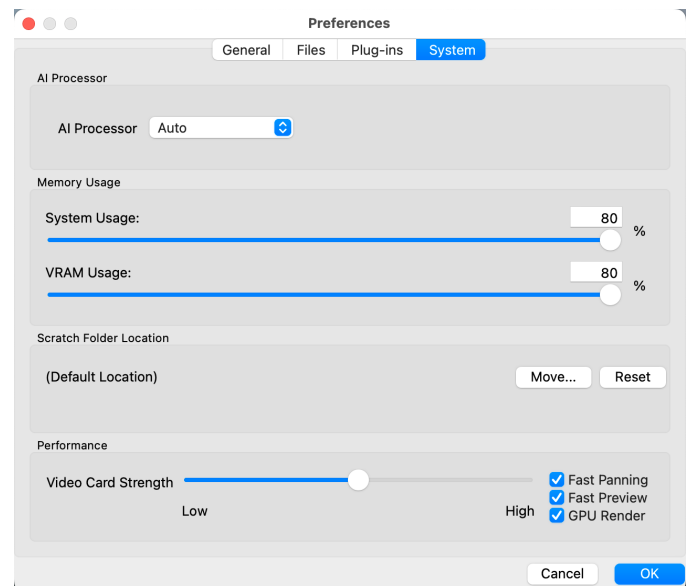 Preferences
General Files Plug-ins System
AI Processor
AI Processor Auto
Memory Usage
System Usage: 80 %
VRAM Usage: 80 %
Scratch Folder Location
(Default Location) Move... Reset
Performance
Video Card Strength
Low High
Fast Panning
Fast Preview
GPU Render
Cancel OK